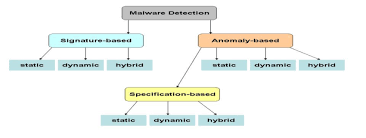 Malware Detection
Signature-based
Anomaly-based
static
dynamic
hybrid
static
dynamic
hybrid
Specification-based
static
dynamic
hybrid